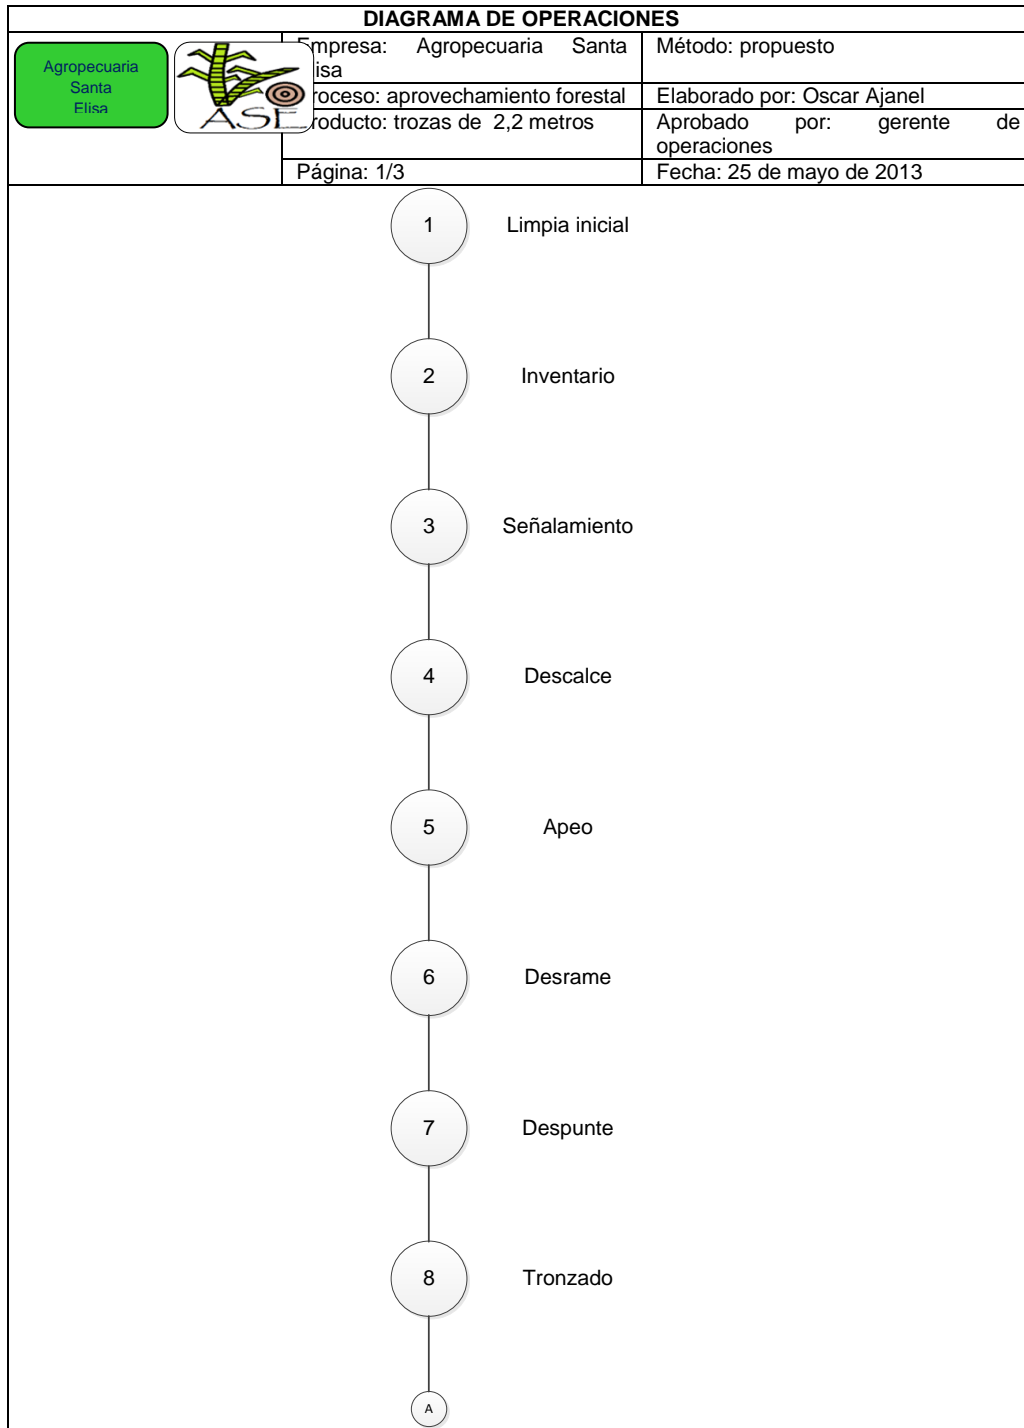 DIAGRAMA DE OPERACIONES
Agropecuaria
Santa
Elisa
ASE
Empresa: Agropecuaria Santa
lisa
Método: propuesto
roceso: aprovechamiento forestal
Elaborado por: Oscar Ajanel
roducto: trozas de 2,2 metros
Aprobado por: gerente de
operaciones
Página: 1/3
Fecha: 25 de mayo de 2013
1 Limpia inicial
2 Inventario
3 Señalamiento
4 Descalce
5 Apeo
6 Desrame
7 Despunte
8 Tronzado
A